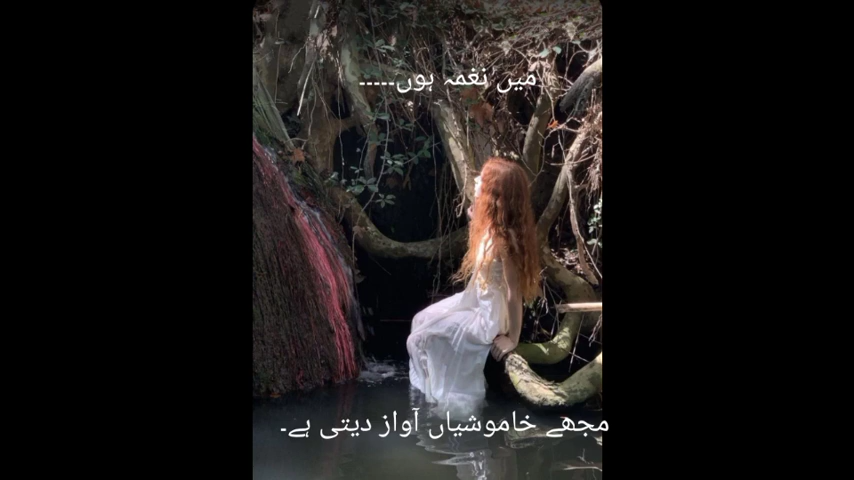 میں نغمہ ہوں-----
مجھے خاموشیاں آواز دیتی ہے۔